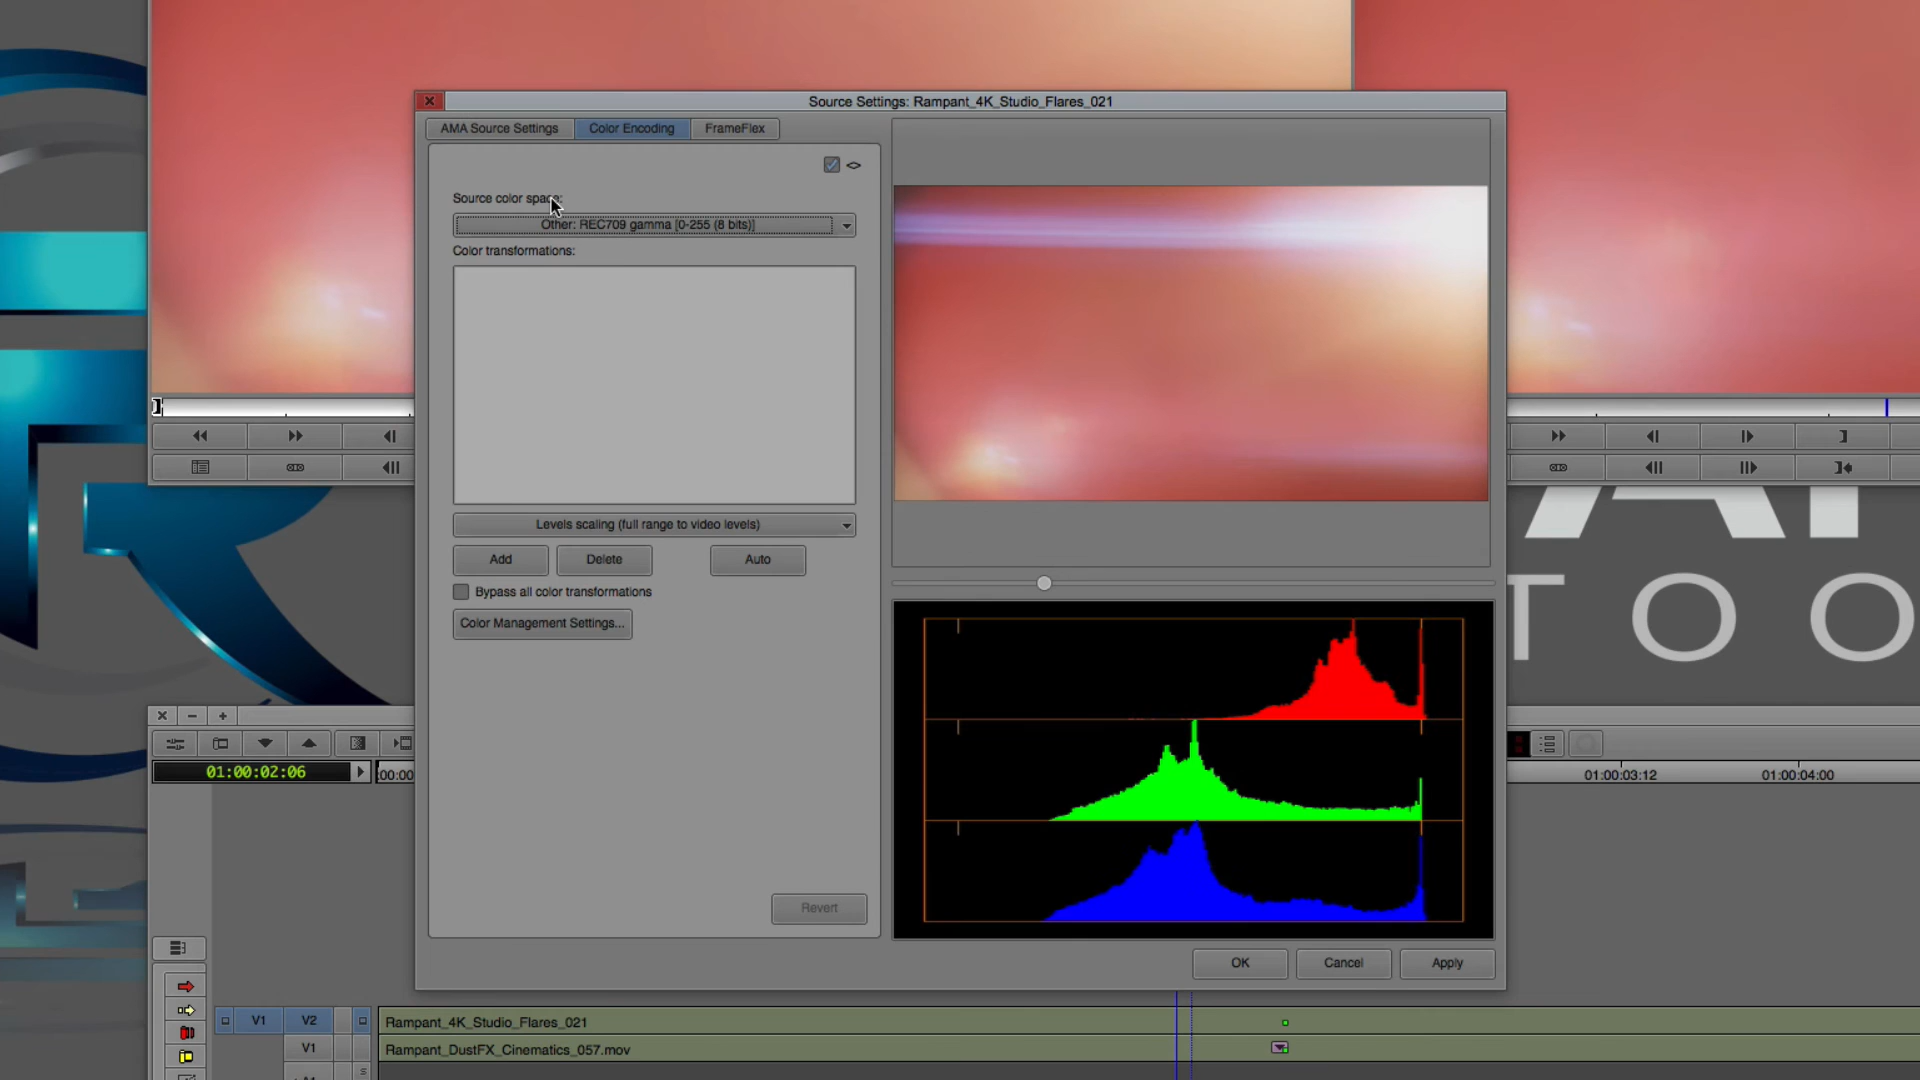 Source Settings: Rampant_4K_Studio_Flares_021
AMA Source Settings
Color Encoding
FrameFlex
Source color space:
Other: REC709 gamma [0-255 (8 bits)]
Color transformations:
Levels scaling (full range to video levels)
Add
Delete
Auto
Bypass all color transformations
Color Management Settings...
Revert
OK
Cancel
Apply
TOO
01:00:02:06
:00:00
01:00:03:12
01:00:04:00
V1
V2
Rampant_4K_Studio_Flares_021
V1
Rampant_DustFX_Cinematics_057.mov
S